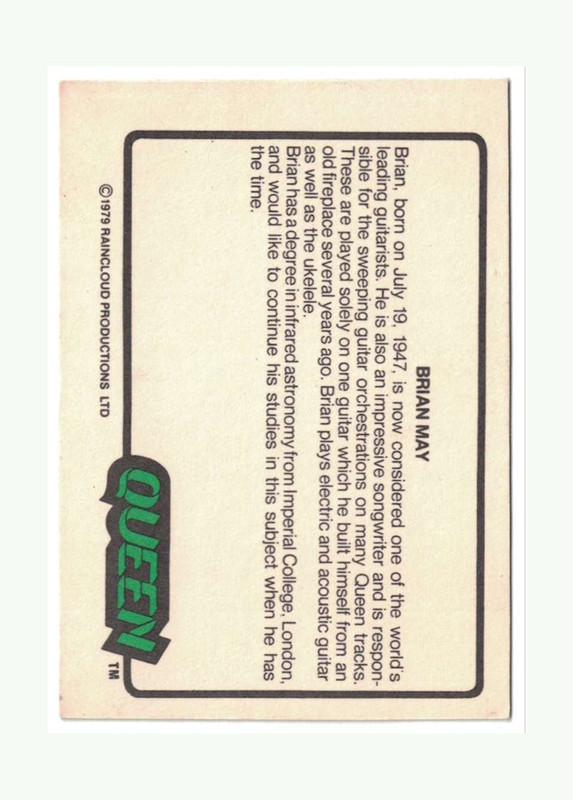 BRIAN MAY
Brian, born on July 19, 1947, is now considered one of the world's
leading guitarists. He is also an impressive songwriter and is respon-
sible for the sweeping guitar orchestrations on many Queen tracks.
These are played solely on one guitar which he built himself from an
old fireplace several years ago. Brian plays electric and acoustic guitar
as well as the ukelele.
Brian has a degree in infrared astronomy from Imperial College, London,
and would like to continue his studies in this subject when he has
the time.
©1979 RAINCLOUD PRODUCTIONS LTD
QUEEN TM